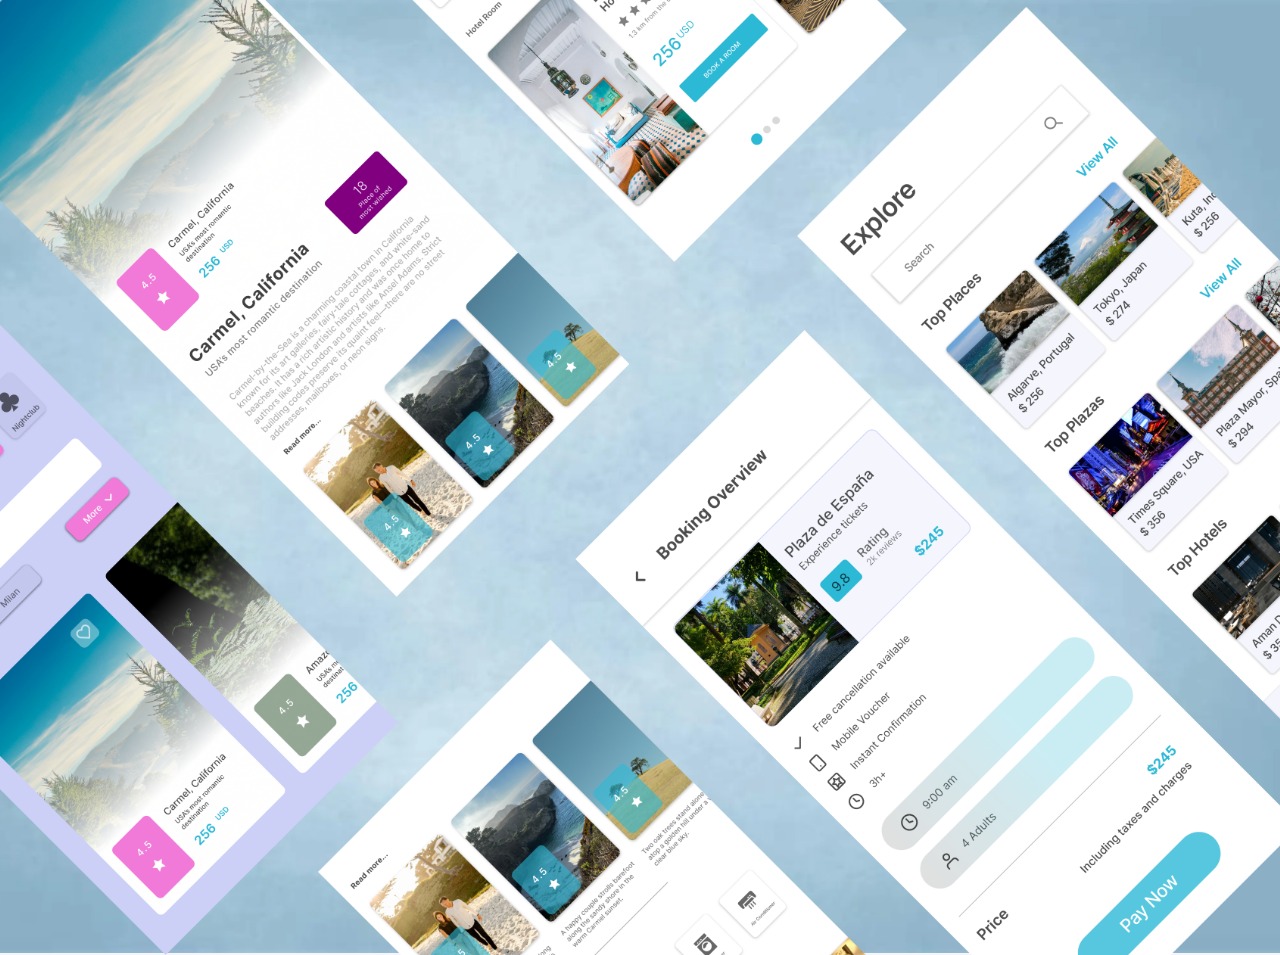 4.5
Carmel, California
USA's most romantic
destination
256 USD
18
Place of
most wished
Carmel, California
USA's most romantic destination
Carmel-by-the-Sea is a charming coastal town in California
known for its art galleries, fairy-tale cottages, and white-sand
beaches. It has a rich artistic history and was once home to
authors like Jack London and artists like Ansel Adams. Strict
building codes preserve its quaint feel—there are no street
addresses, mailboxes, or neon signs.
Read more...
4.5
4.5
4.5
Hotel Room
1.3 km from the
256 USD
BOOK A ROOM
Explore
Search
Top Places
View All
Algarve, Portugal
$ 256
Tokyo, Japan
$ 274
Kuta,
$ 256
Top Plazas
View All
Times Square, USA
$ 356
Plaza Mayor,
$ 294
Top Hotels
Aman
Nightclub
More
Milan
4.5
Carmel, California
USA's most romantic
destination
256 USD
4.5
256
Read more...
4.5
4.5
4.5
A happy couple strolls barefoot
along the sandy shore in the
warm Carmel sunset.
Two oak trees stand alone
atop a golden hill under a
clear blue sky.
Air Conditioner
Booking Overview
Plaza de España
Experience tickets
9.8
Rating
2k reviews
$245
Free cancellation available
Mobile Voucher
Instant Confirmation
3h+
9:00 am
4 Adults
Price
$245
Including taxes and charges
Pay Now